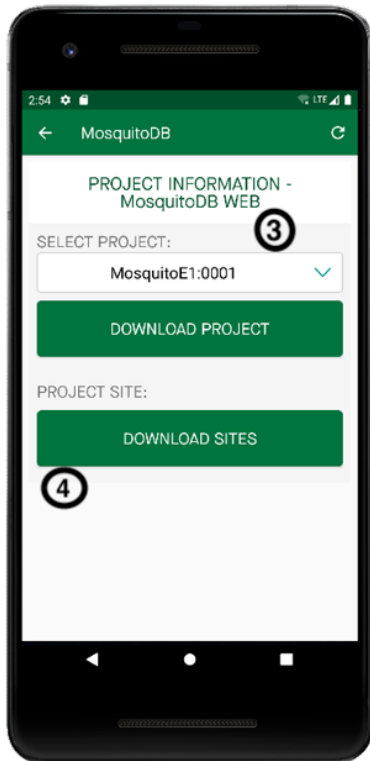 2:54 LTE
MosquitoDB
PROJECT INFORMATION -
MosquitoDB WEB
3
SELECT PROJECT:
MosquitoE1:0001
DOWNLOAD PROJECT
PROJECT SITE:
DOWNLOAD SITES
4